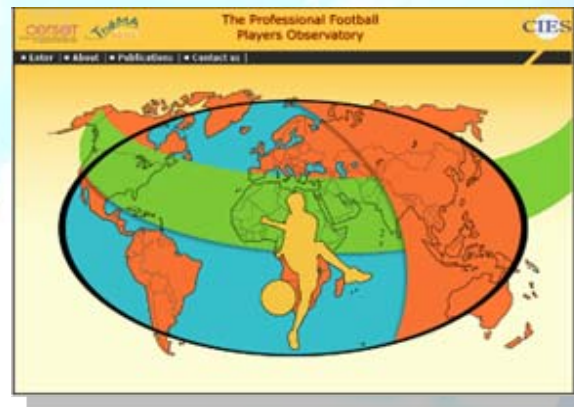 The Professional Football
Players Observatory
CIES
Enter | About | Publications | Contact us |